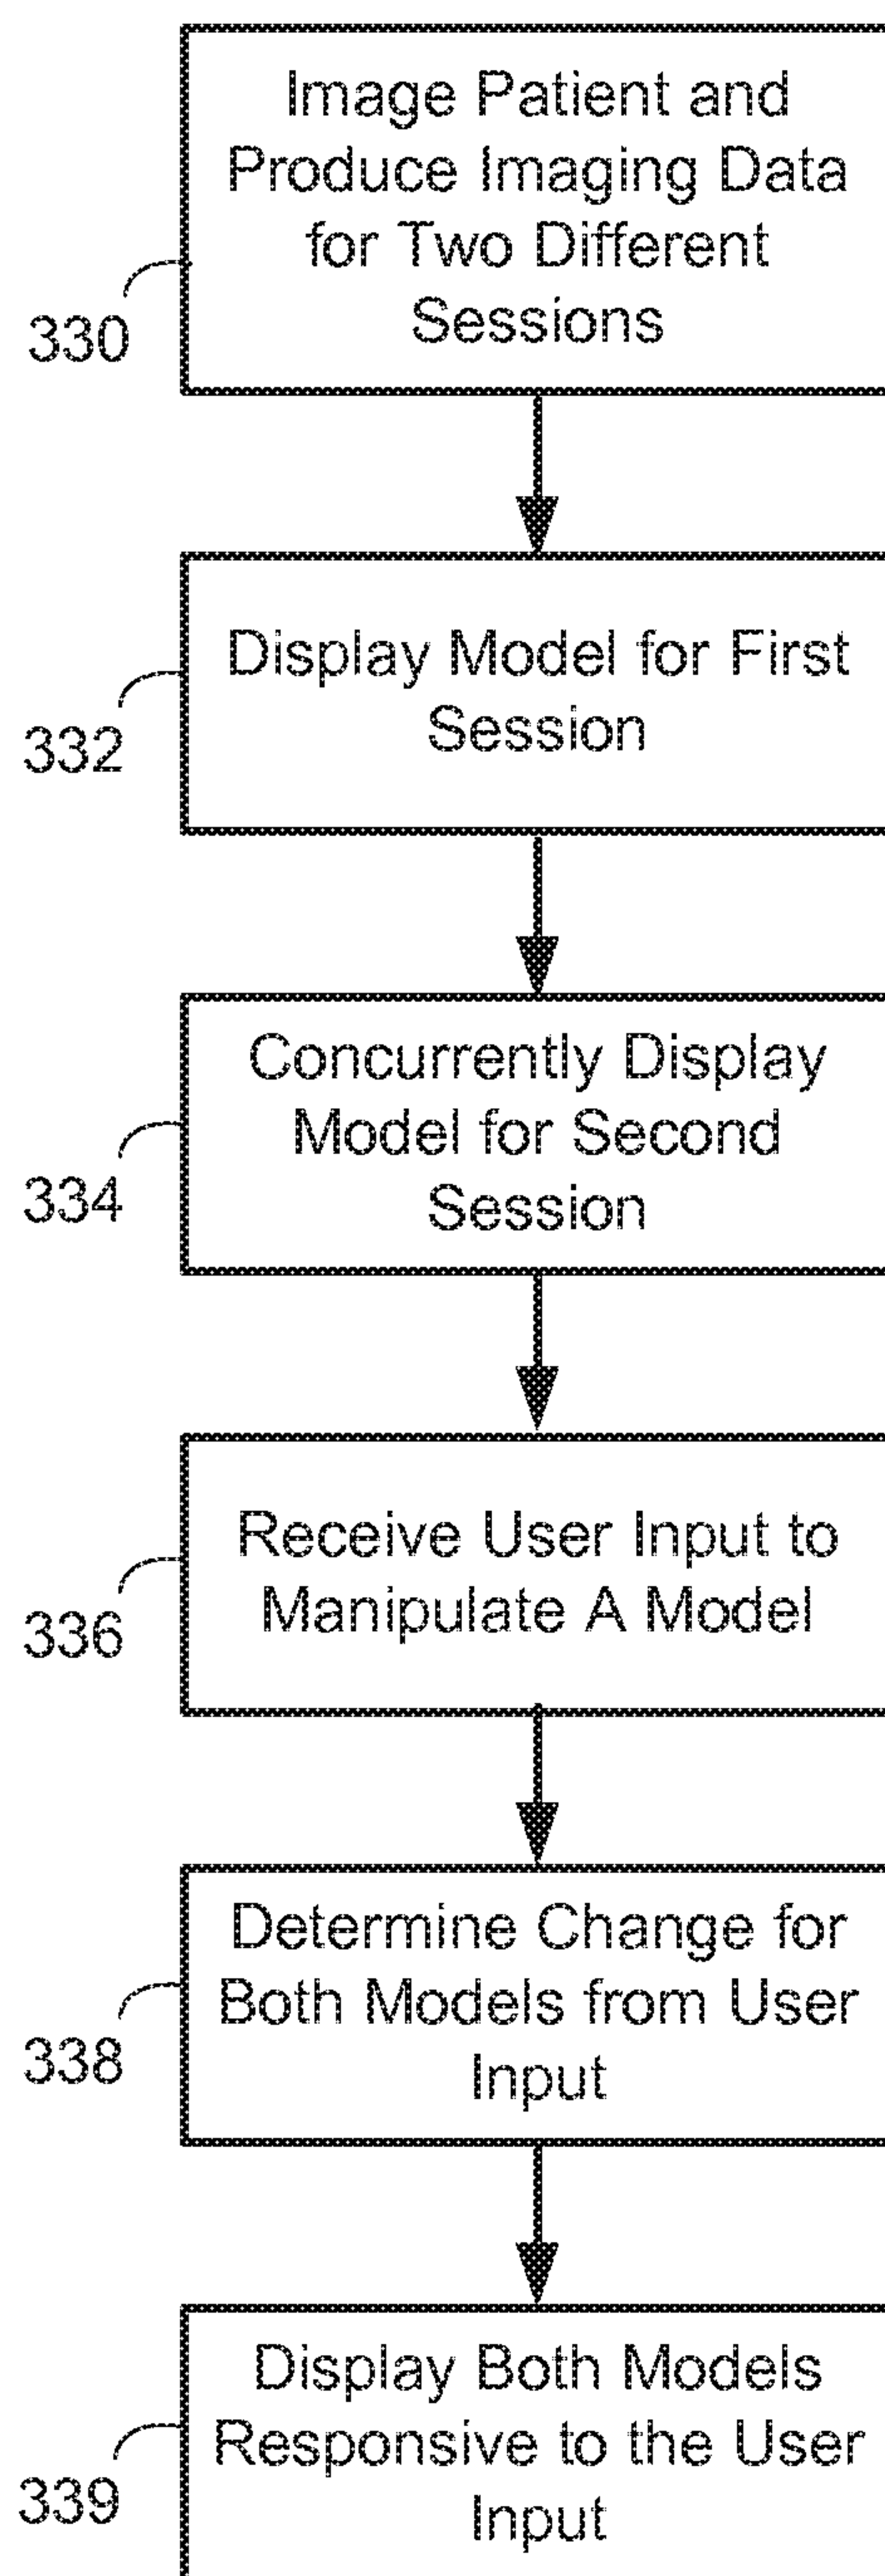 Image Patient and
Produce Imaging Data
for Two Different
Sessions
330
Display Model for First
Session
332
Concurrently Display
Model for Second
Session
334
Receive User Input to
Manipulate A Model
336
Determine Change for
Both Models from User
Input
338
Display Both Models
Responsive to the User
Input
339